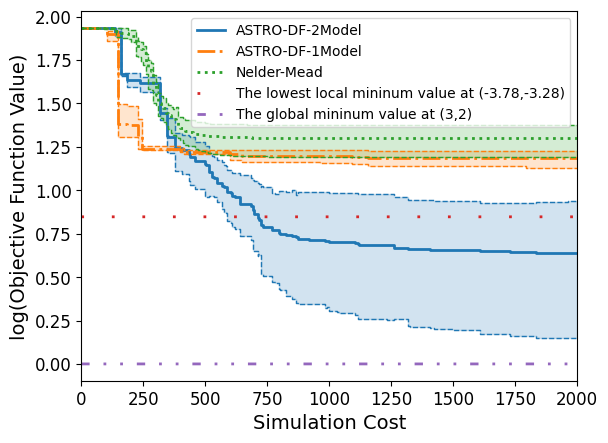 ASTRO-DF-2Model
ASTRO-DF-1Model
Nelder-Mead
The lowest local mininum value at (-3.78,-3.28)
The global mininum value at (3,2)
log(Objective Function Value)
2.00
1.75
1.50
1.25
1.00
0.75
0.50
0.25
0.00
0 250 500 750 1000 1250 1500 1750 2000
Simulation Cost